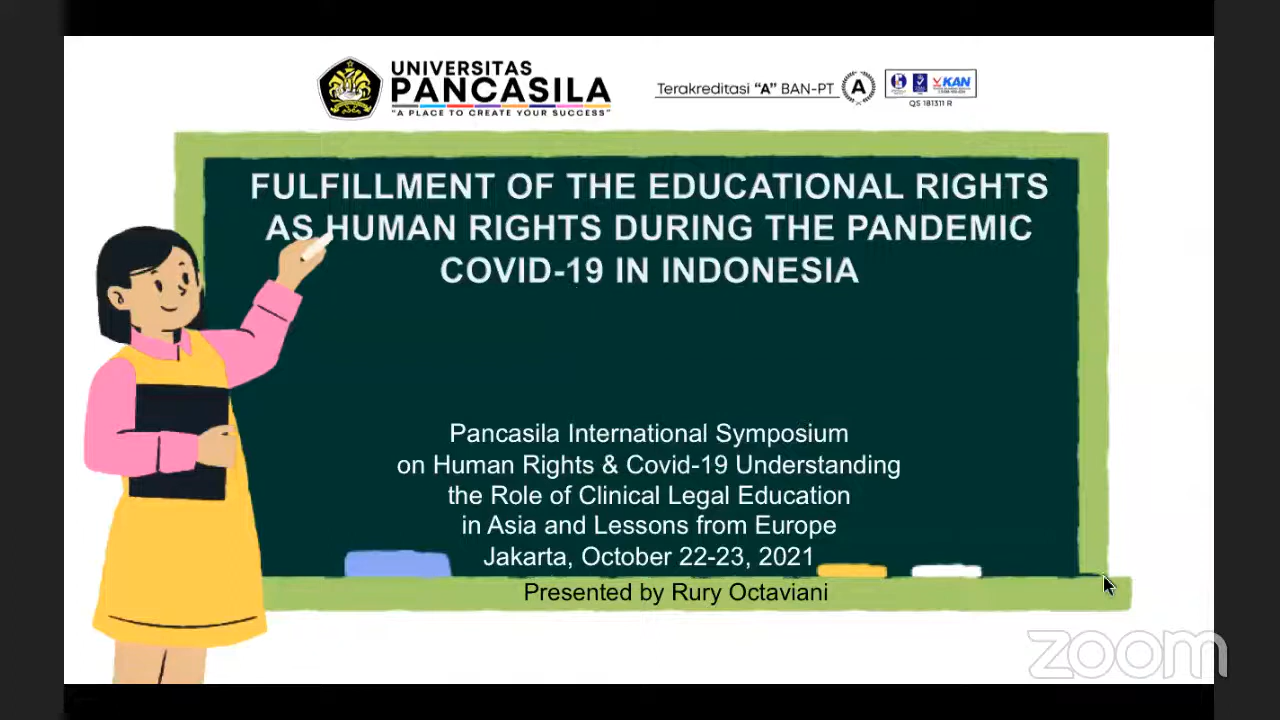 UNIVERSITAS
PANCASILA
"A PLACE TO CREATE YOUR SUCCESS"
Terakreditasi "A" BAN-PT
A
KAN
QS 181311 R
FULFILLMENT OF THE EDUCATIONAL RIGHTS
AS HUMAN RIGHTS DURING THE PANDEMIC
COVID-19 IN INDONESIA
Pancasila International Symposium
on Human Rights & Covid-19 Understanding
the Role of Clinical Legal Education
in Asia and Lessons from Europe
Jakarta, October 22-23, 2021
Presented by Rury Octaviani
zoom